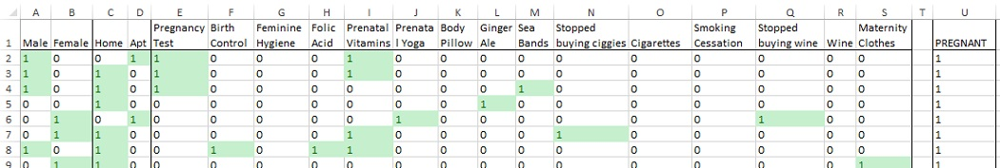 A B C D E F G H I J K L M N O P Q R S T U
Pregnancy Birth Feminine Folic Prenatal Prenata Body Ginger Sea Stopped Smoking Stopped Maternity
1 Male Female Home Apt Test Control Hygiene Acid Vitamins l Yoga Pillow Ale Bands buying ciggies Cigarettes Cessation buying wine Wine Clothes PREGNANT
2 1 0 0 1 1 0 0 0 1 0 0 0 0 0 0 0 0 0 0 1
3 1 0 1 0 1 0 0 0 1 0 0 0 0 0 0 0 0 0 0 1
4 1 0 1 0 1 0 0 0 0 0 0 0 1 0 0 0 0 0 0 1
5 0 0 1 0 0 0 0 0 0 0 0 1 0 0 0 0 0 0 0 1
6 0 1 0 1 0 0 0 0 0 1 0 0 0 0 0 0 1 0 0 1
7 0 1 1 0 0 0 0 0 1 0 0 0 0 1 0 0 0 0 0 1
8 1 0 1 0 0 1 0 1 1 0 0 0 0 0 0 0 0 0 0 1
9 0 1 1 0 0 0 0 0 0 0 0 0 0 0 0 0 0 0 1 1